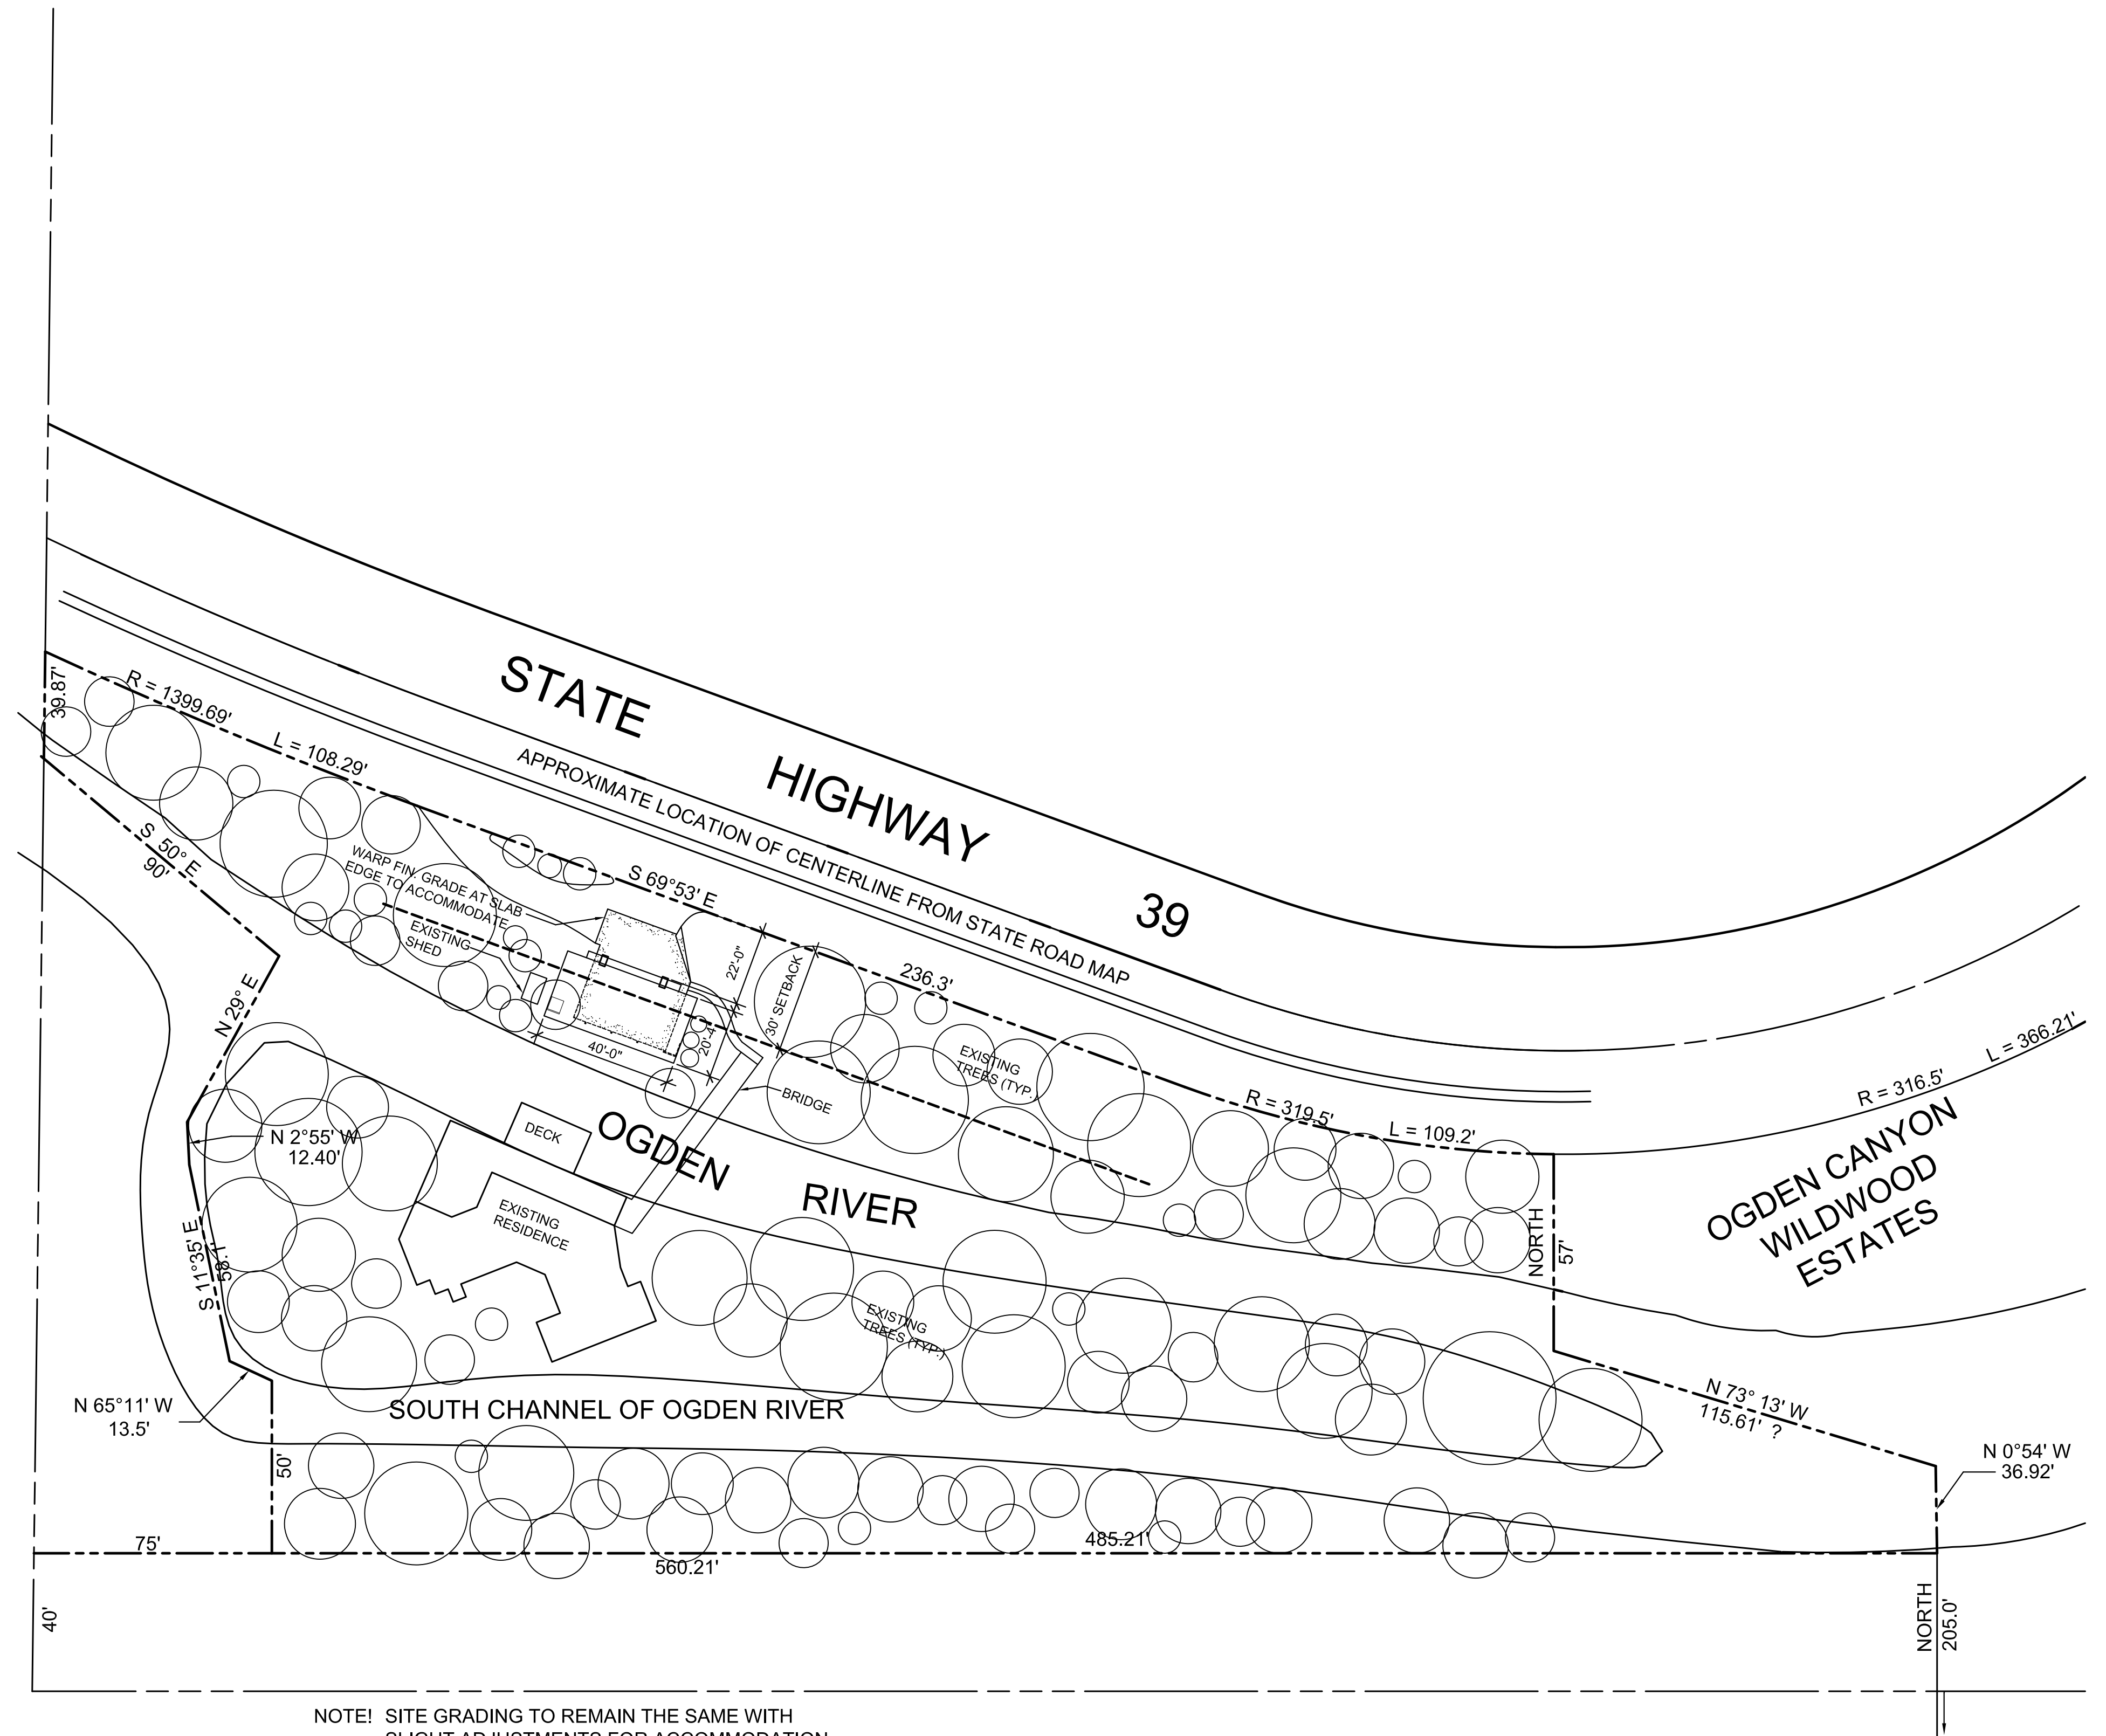 STATE
HIGHWAY
39
APPROXIMATE LOCATION OF CENTERLINE FROM STATE ROAD MAP
39.87'
R = 1399.69'
L = 108.29'
S 50° E
90'
WARP FIN. GRADE AT SLAB
EDGE TO ACCOMMODATE
EXISTING
SHED
S 69°53' E
22'-0"
30' SETBACK
236.3'
20'-4"
40'-0"
EXISTING
TREES (TYP.)
BRIDGE
R = 319.5'
L = 109.2'
R = 316.5'
L = 366.21'
OGDEN CANYON
WILDWOOD
ESTATES
N 29° E
N 2°55' W
12.40'
DECK
OGDEN
RIVER
EXISTING
RESIDENCE
NORTH
57'
S 11°35' E
58.1'
EXISTING
TREES (TYP.)
N 65°11' W
13.5'
SOUTH CHANNEL OF OGDEN RIVER
N 73° 13' W
115.61' ?
N 0°54' W
36.92'
50'
75'
485.21'
560.21'
40'
NORTH
205.0'
NOTE! SITE GRADING TO REMAIN THE SAME WITH
SLIGHT ADJUSTMENTS FOR ACCOMMODATION